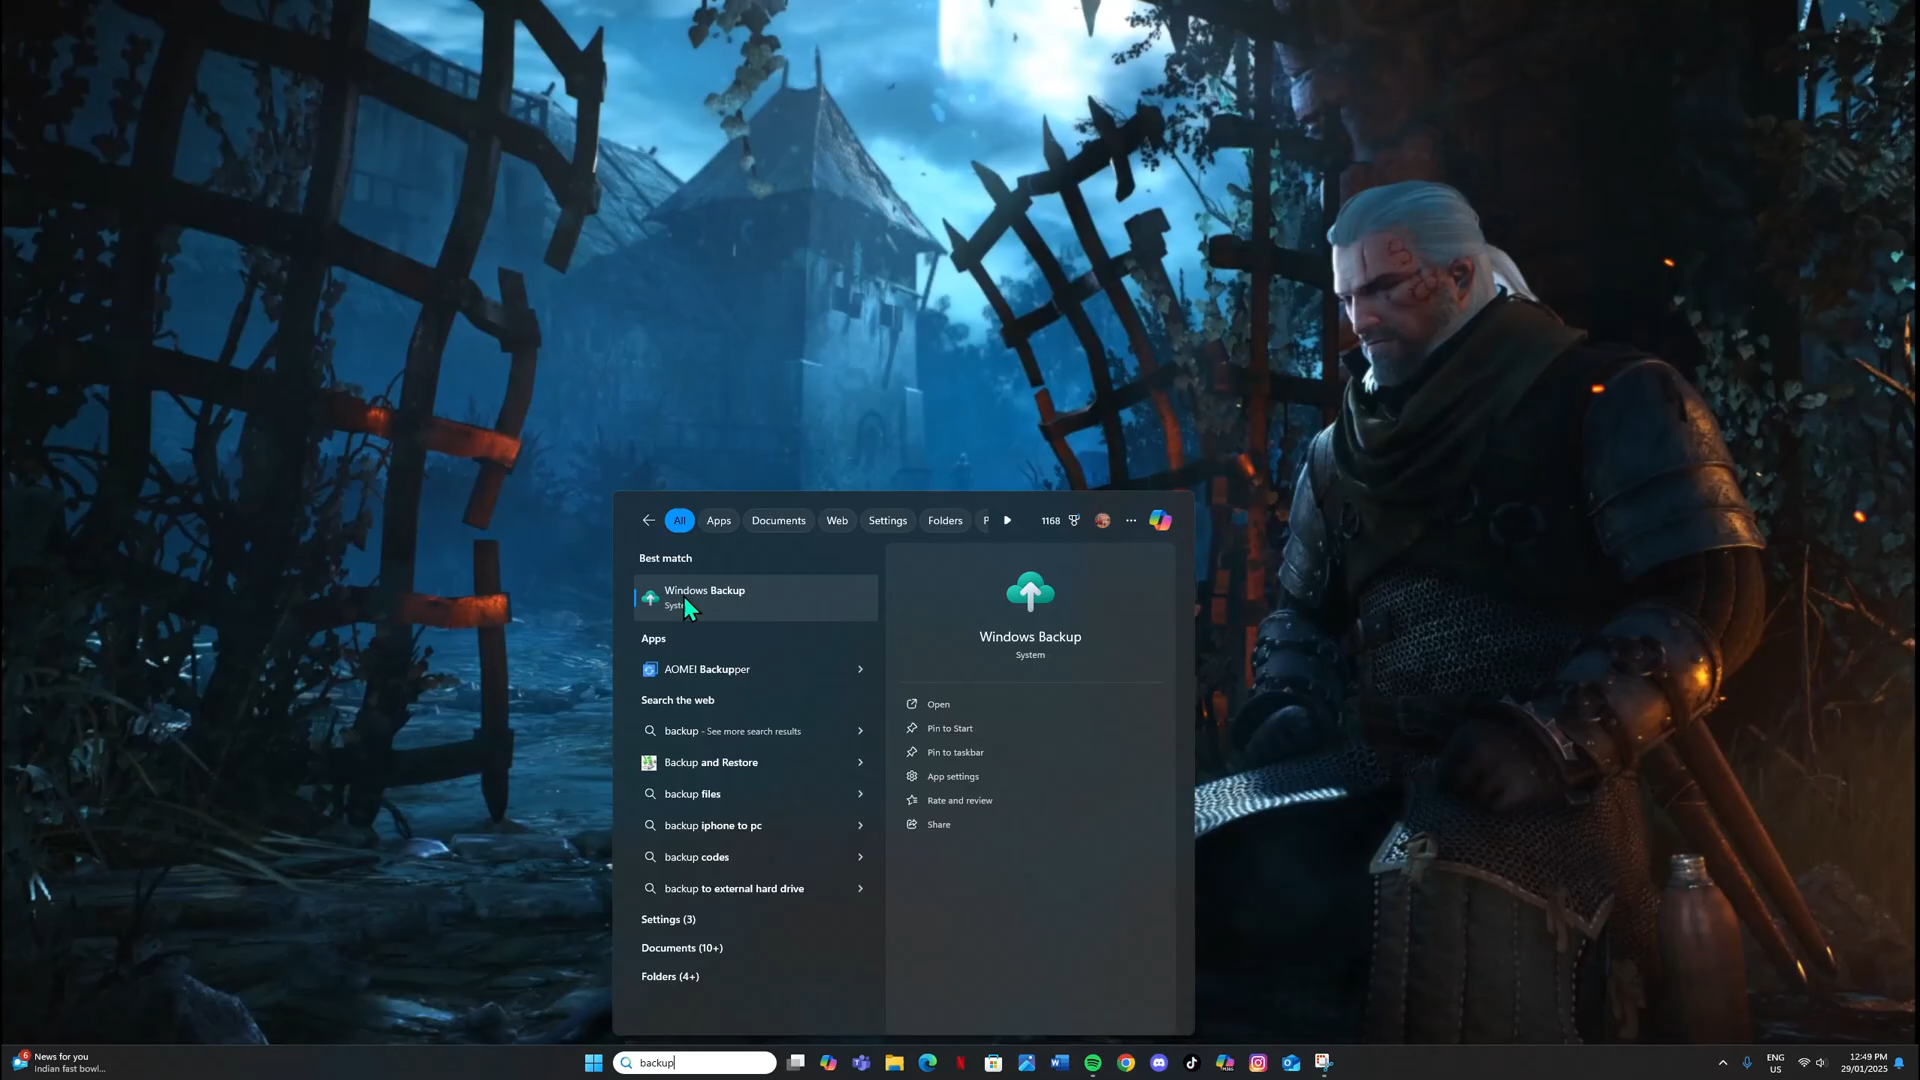 All
Apps
Documents
Web
Settings
Folders
P
1168
Best match
Windows Backup
Syste
Apps
AOMEI Backupper
Search the web
backup - See more search results
Backup and Restore
backup files
backup iphone to pc
backup codes
backup to external hard drive
Settings (3)
Documents (10+)
Folders (4+)
Windows Backup
System
Open
Pin to Start
Pin to taskbar
App settings
Rate and review
Share
6
News for you
Indian fast bowl...
backup
ENG
US
12:49 PM
29/01/2025